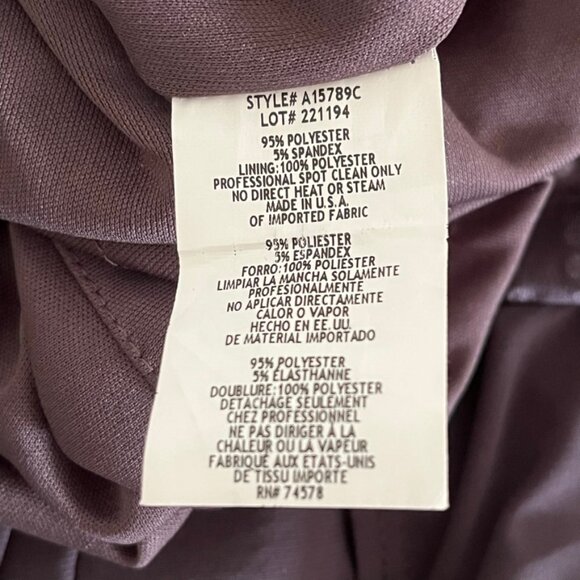 STYLE# A15789C
LOT# 221194
95% POLYESTER
5% SPANDEX
LINING:100% POLYESTER
PROFESSIONAL SPOT CLEAN ONLY
NO DIRECT HEAT OR STEAM
MADE IN U.S.A.
OF IMPORTED FABRIC
95% POLIESTER
5% ESPANDEX
FORRO:100% POLIESTER
LIMPIAR LA MANCHA SOLAMENTE
PROFESIONALMENTE
NO APLICAR DIRECTAMENTE
CALOR O VAPOR
HECHO EN EE.UU.
DE MATERIAL IMPORTADO
95% POLYESTER
5% ÉLASTHANNE
DOUBLURE:100% POLYESTER
DETACHAGE SEULEMENT
CHEZ PROFESSIONNEL
NE PAS DIRIGER À LA
CHALEUR OU LA VAPEUR
FABRIQUÉ AUX ÉTATS-UNIS
DE TISSU IMPORTE
RN# 74578